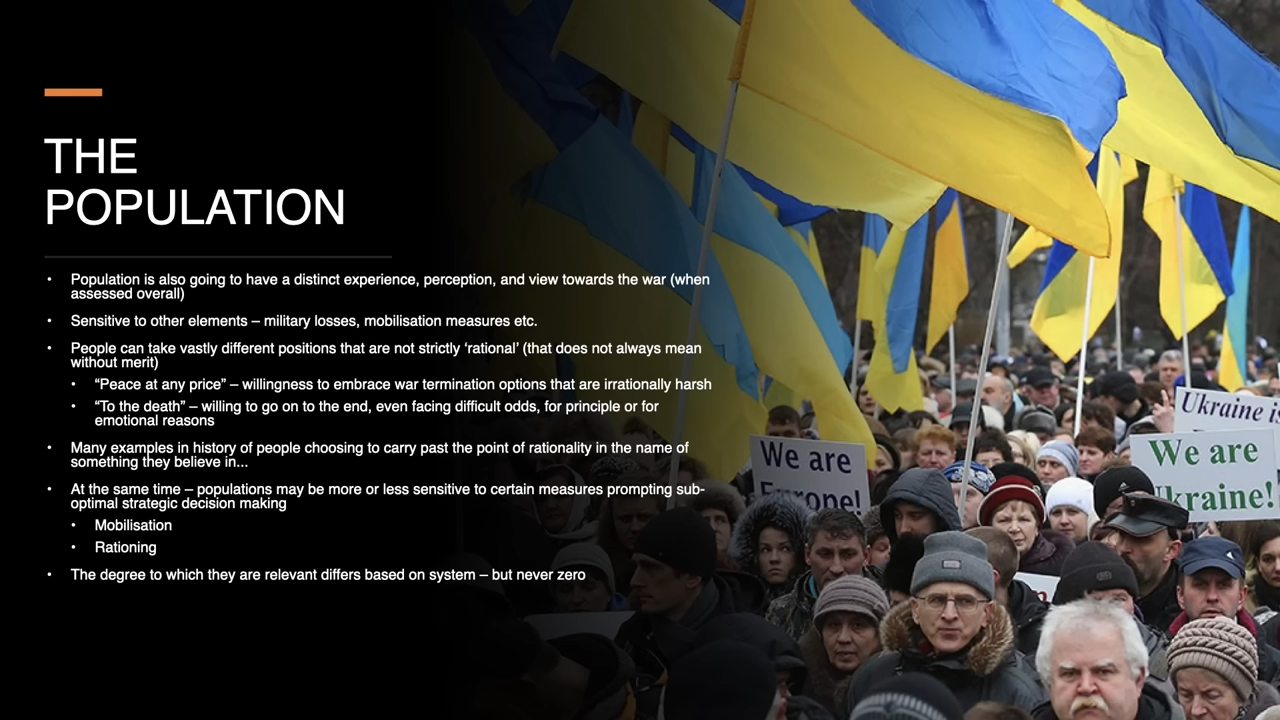 THE
POPULATION
• Population is also going to have a distinct experience, perception, and view towards the war (when
assessed overall)
• Sensitive to other elements – military losses, mobilisation measures etc.
• People can take vastly different positions that are not strictly ‘rational’ (that does not always mean
without merit)
• “Peace at any price” – willingness to embrace war termination options that are irrationally harsh
• “To the death” – willing to go on to the end, even facing difficult odds, for principle or for
emotional reasons
• Many examples in history of people choosing to carry past the point of rationality in the name of
something they believe in...
• At the same time – populations may be more or less sensitive to certain measures prompting sub-
optimal strategic decision making
• Mobilisation
• Rationing
• The degree to which they are relevant differs based on system – but never zero
We are
Europe!
Ukraine
We are
Ukraine!